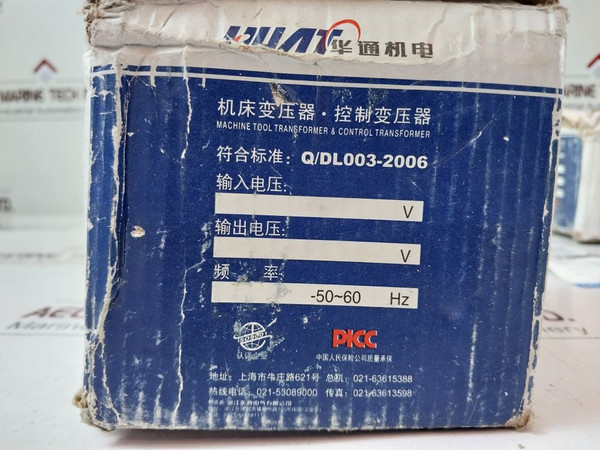 华通机电
机床变压器·控制变压器
MACHINE TOOL TRANSFORMER & CONTROL TRANSFORMER
符合标准: Q/DL003-2006
输入电压:
V
输出电压:
V
频 率:
-50~60 Hz
认证企业
PICC
中国人民保险公司质量承保
地址:上海市牛庄路621号 总机:021-63615388
热线电话:021-53089000 传真:021-63613598